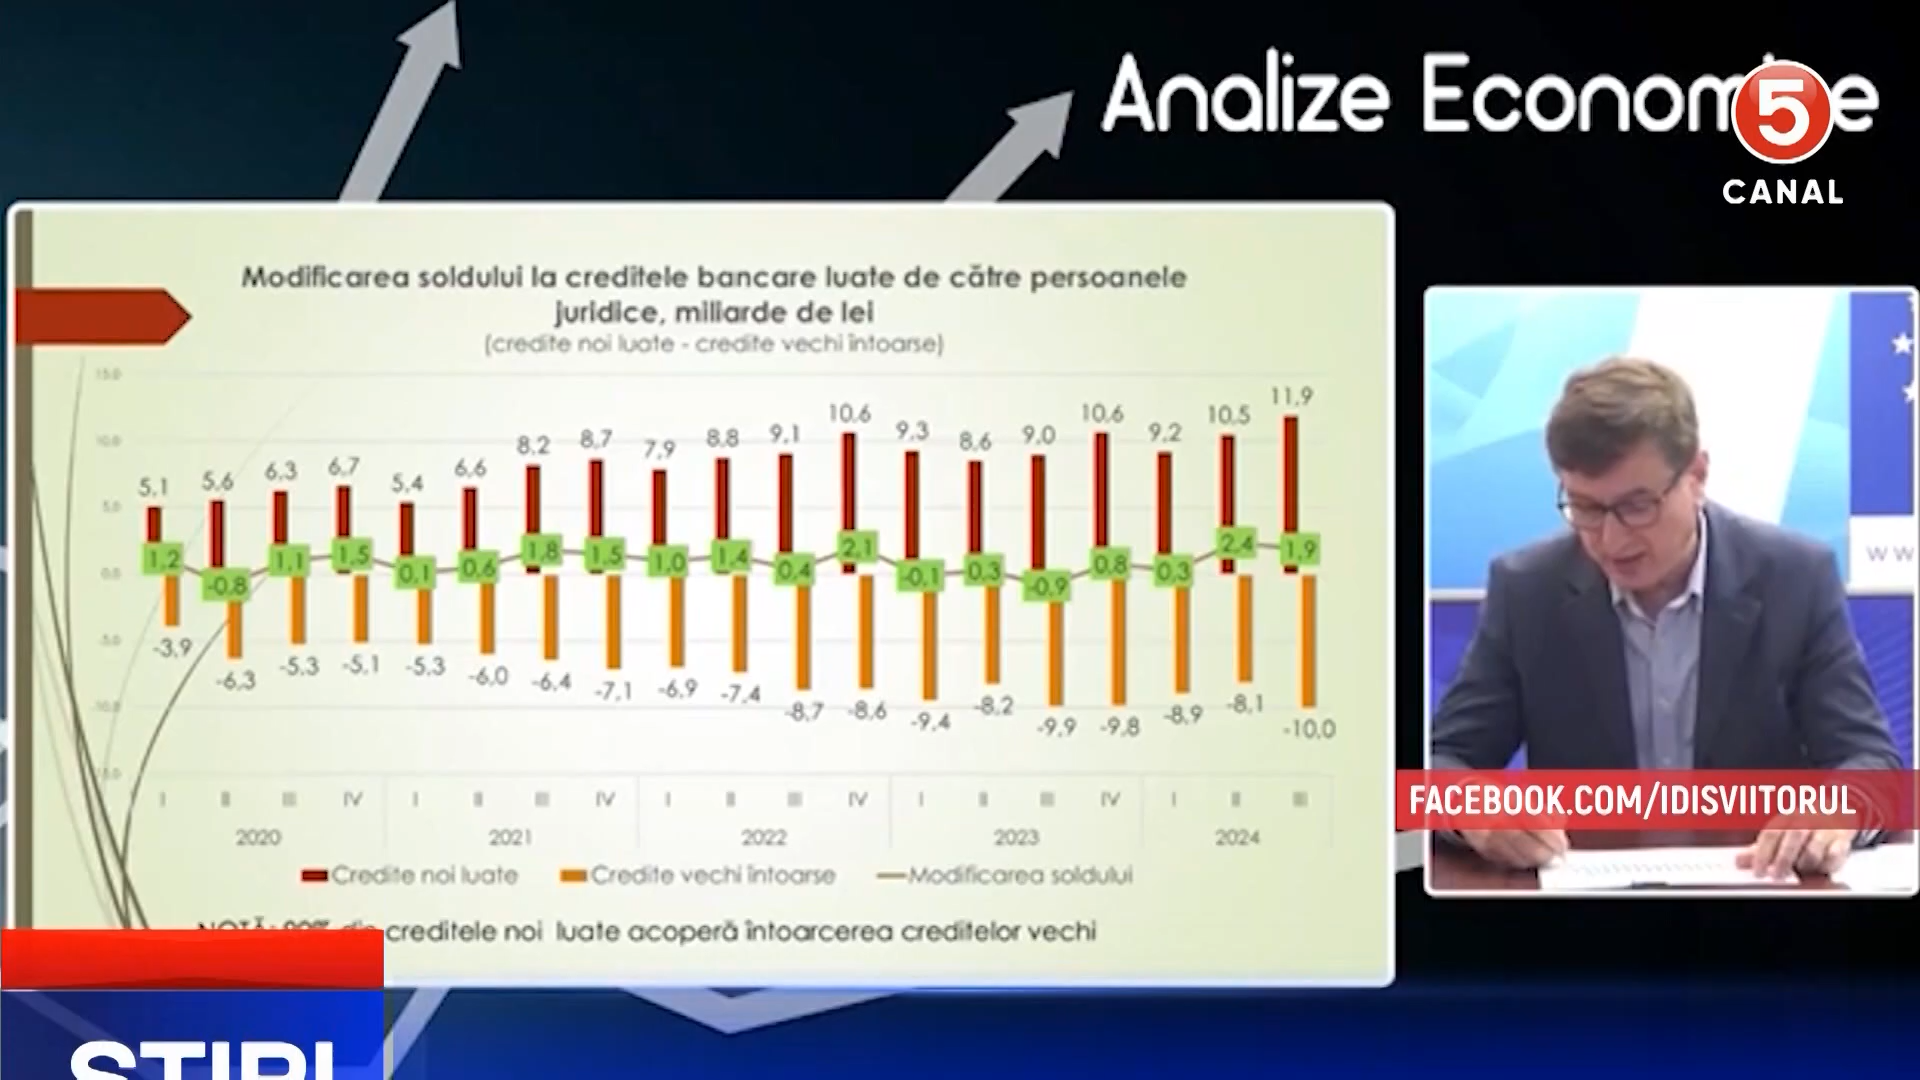 Analize Econom e
5
CANAL
Modificarea soldului la creditele bancare luate de către persoanele
juridice, miliarde de lei
(credite noi luate - credite vechi întoarse)
15.0
10.0
5.0
0.0
-5.0
-10.0
5,1 5,6 6,3 6,7 5,4 6,6 8,2 8,7 7,9 8,8 9,1 10,6 9,3 8,6 9,0 10,6 9,2 10,5 11,9
1,2 -0,8 1,1 1,5 0,1 0,6 1,8 1,5 1,0 1,4 0,4 2,1 -0,1 0,3 -0,9 0,8 0,3 2,4 1,9
-3,9 -6,3 -5,3 -5,1 -5,3 -6,0 -6,4 -7,1 -6,9 -7,4 -8,7 -8,6 -9,4 -8,2 -9,9 -9,8 -8,9 -8,1 -10,0
I II III IV I II III IV I II III IV I II III IV I II III
2020 2021 2022 2023 2024
Credite noi luate Credite vechi întoarse Modificarea soldului
creditele noi luate acoperă întoarcerea creditelor vechi
WW
FACEBOOK.COM/IDISVIITORUL
ȘTIRI